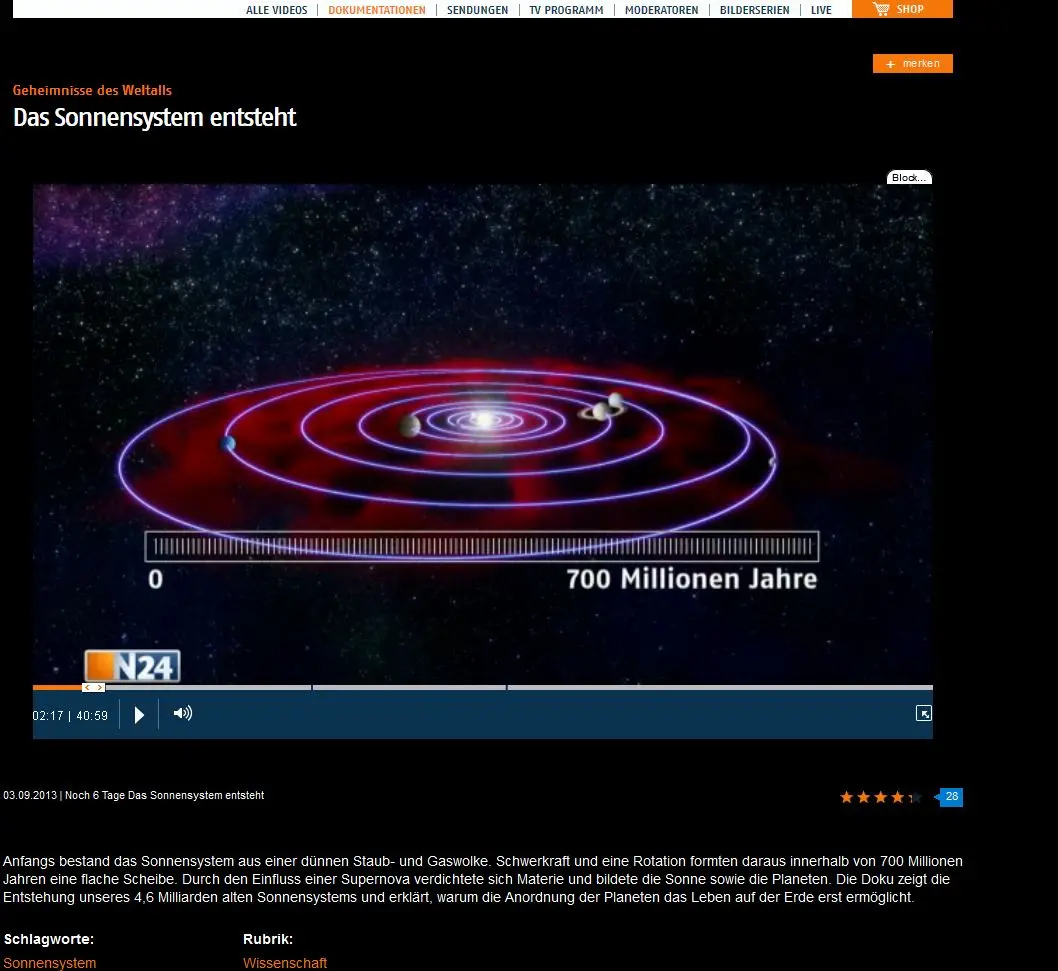 ALLE VIDEOS | DOKUMENTATIONEN | SENDUNGEN | TV PROGRAMM | MODERATOREN | BILDERSERIEN | LIVE SHOP
+ merken
Geheimnisse des Weltalls
Das Sonnensystem entsteht
Block...
0 700 Millionen Jahre
N24
02:17 | 40:59
03.09.2013 | Noch 6 Tage Das Sonnensystem entsteht
28
Anfangs bestand das Sonnensystem aus einer dünnen Staub- und Gaswolke. Schwerkraft und eine Rotation formten daraus innerhalb von 700 Millionen
Jahren eine flache Scheibe. Durch den Einfluss einer Supernova verdichtete sich Materie und bildete die Sonne sowie die Planeten. Die Doku zeigt die
Entstehung unseres 4,6 Milliarden alten Sonnensystems und erklärt, warum die Anordnung der Planeten das Leben auf der Erde erst ermöglicht.
Schlagworte: Rubrik:
Sonnensystem Wissenschaft